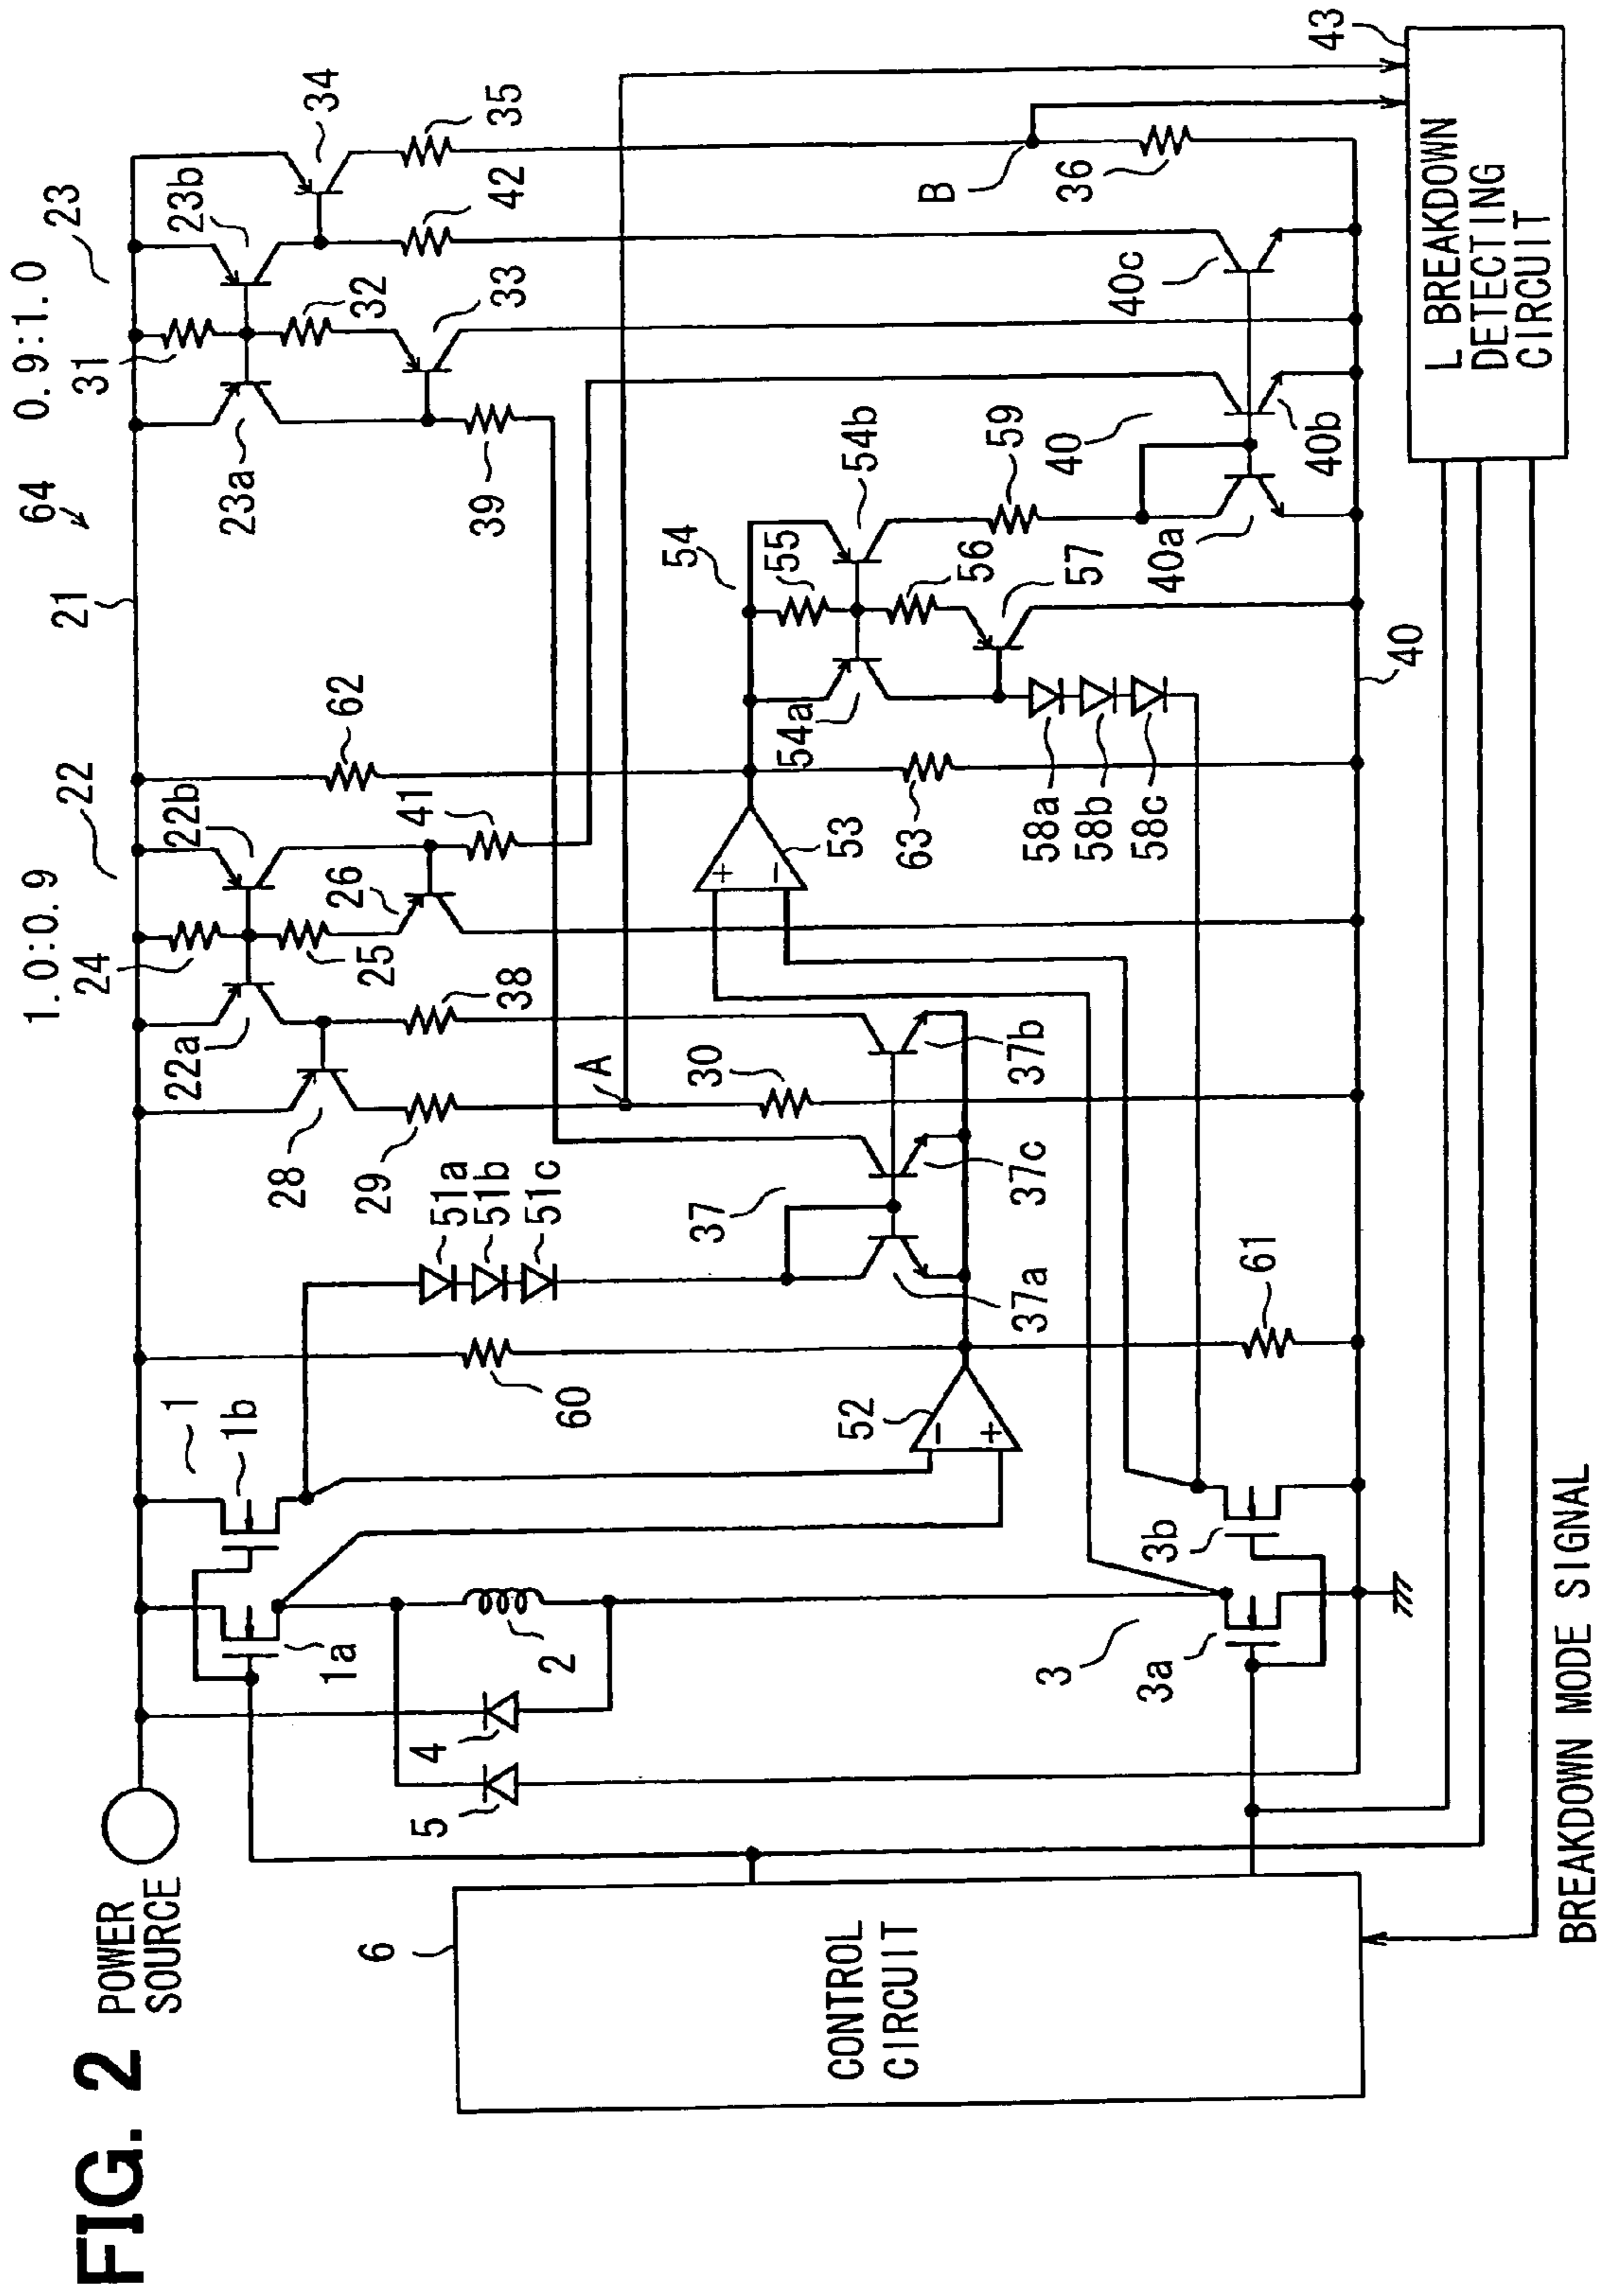 FIG. 2
POWER
SOURCE
1.0:0.9
22
64
0.9:1.0
23
21
1
1b
1a
24
22a
22b
25
26
28
29
38
41
62
31
23a
23b
32
33
34
35
42
39
51a
51b
51c
37
A
30
60
2
4
5
6
CONTROL
CIRCUIT
52
37a
37c
37b
53
63
54
54a
54b
55
56
57
58a
58b
58c
59
40
40a
40b
40c
B
36
3
3a
3b
61
40
43
L BREAKDOWN
DETECTING
CIRCUIT
BREAKDOWN MODE SIGNAL